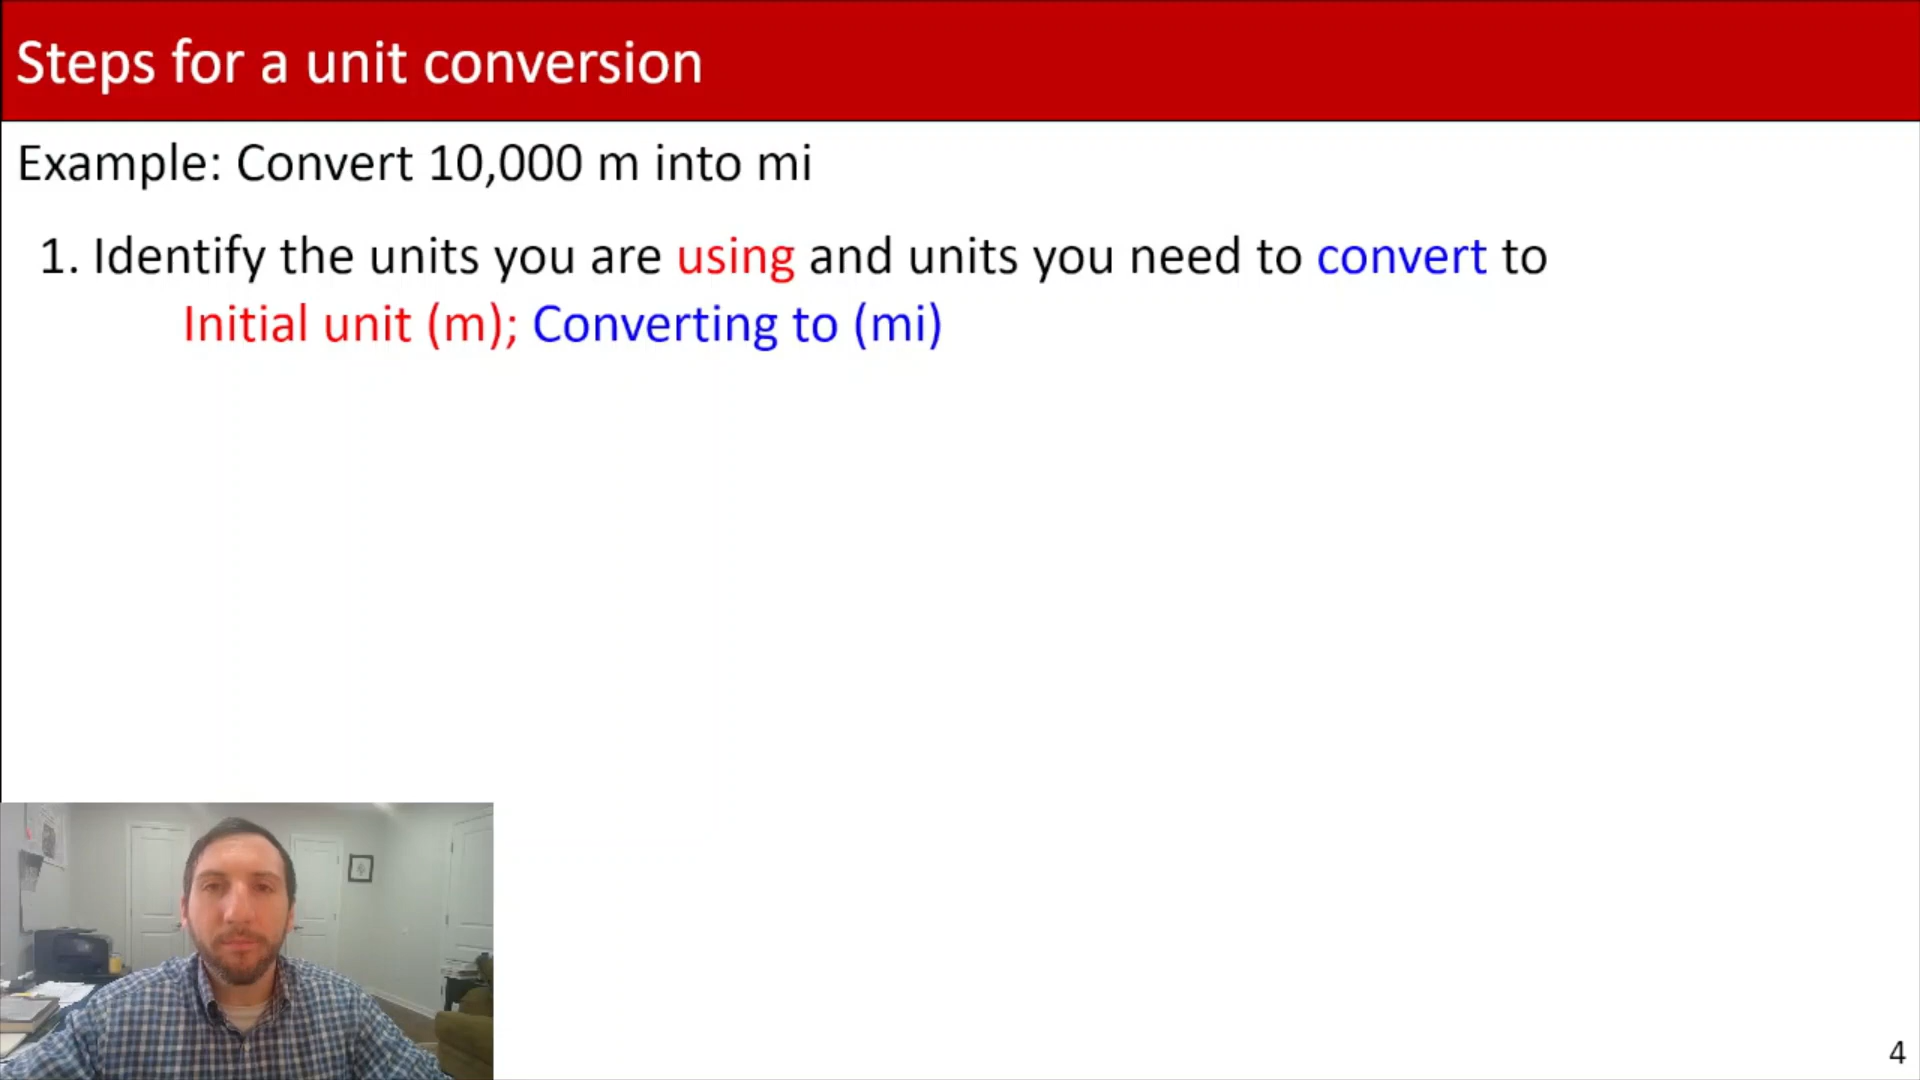 Steps for a unit conversion
Example: Convert 10,000 m into mi
1. Identify the units you are using and units you need to convert to
Initial unit (m); Converting to (mi)
4